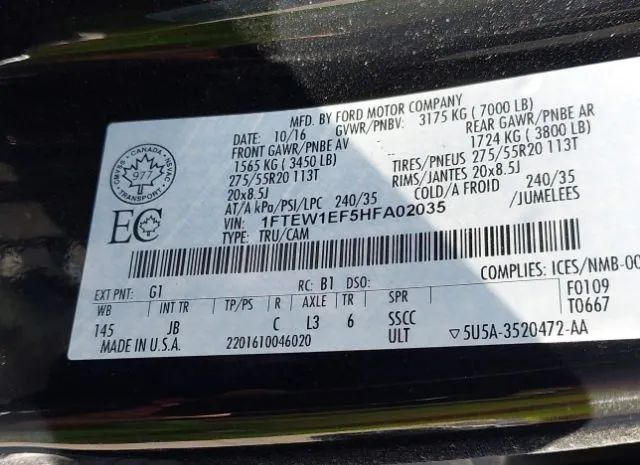 MFD. BY FORD MOTOR COMPANY
10/16 GVWR/PNBV: 3175 KG ( 7000 LB)
FRONT GAWR/PNBE AV REAR GAWR/PNBE AR
1565 KG ( 3450 LB) 1724 KG ( 3800 LB)
275/55R20 113T TIRES/PNEUS 275/55R20 113T
20x8.5J RIMS/JANTES 20x8.5J
AT/A kPa/PSI/LPC 240/35 COLD/A FROID 240/35
VIN: 1FTEW1EF5HFA02035 /JUMELEES
TYPE: TRU/CAM
CANADA
NSVAC
SSMVAC
977
EC
COMPLIES: ICES/NMB-00
EXT PNT: G1 RC: B1 DSO: F0109
WB INT TR TP/PS R AXLE TR SPR T0667
145 JB C L3 6 SSCC
MADE IN U.S.A. 2201610046020 ULT ▽5U5A-3520472-AA